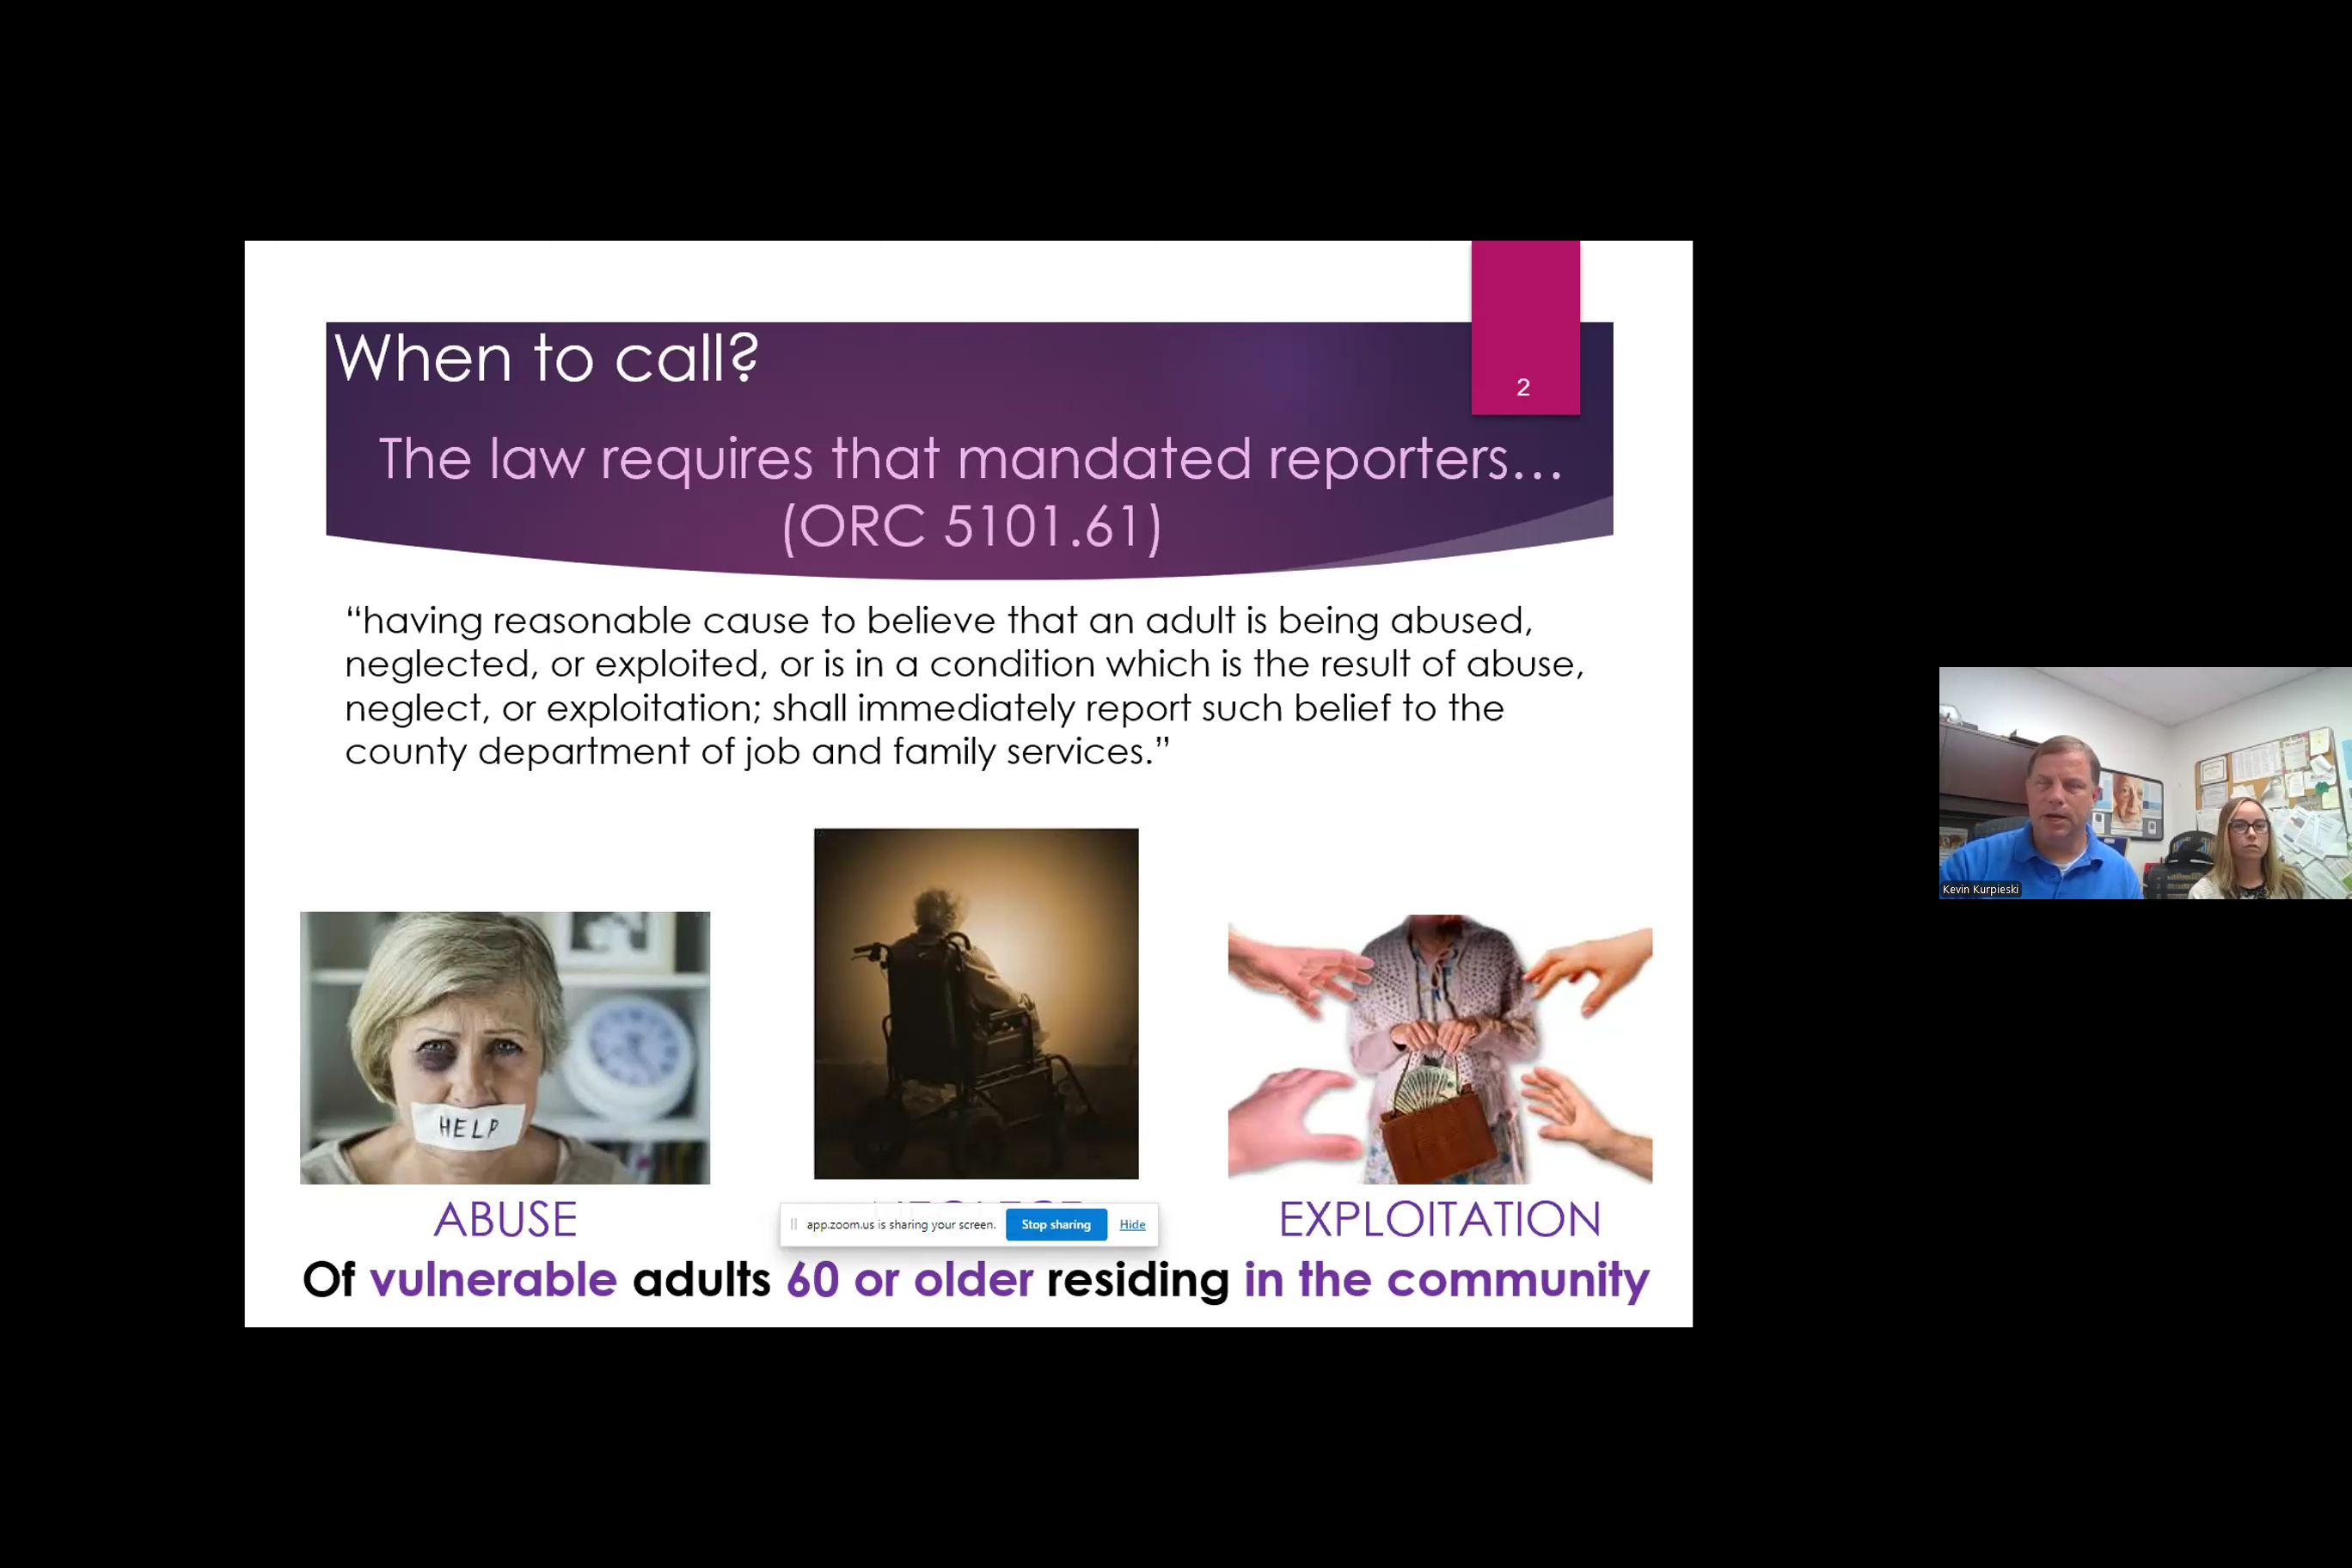 When to call?
2
The law requires that mandated reporters...
(ORC 5101.61)
“having reasonable cause to believe that an adult is being abused,
neglected, or exploited, or is in a condition which is the result of abuse,
neglect, or exploitation; shall immediately report such belief to the
county department of job and family services.”
Kevin Kurpieski
HELP
ABUSE
EXPLOITATION
app.zoom.us is sharing your screen.
Stop sharing
Hide
Of vulnerable adults 60 or older residing in the community